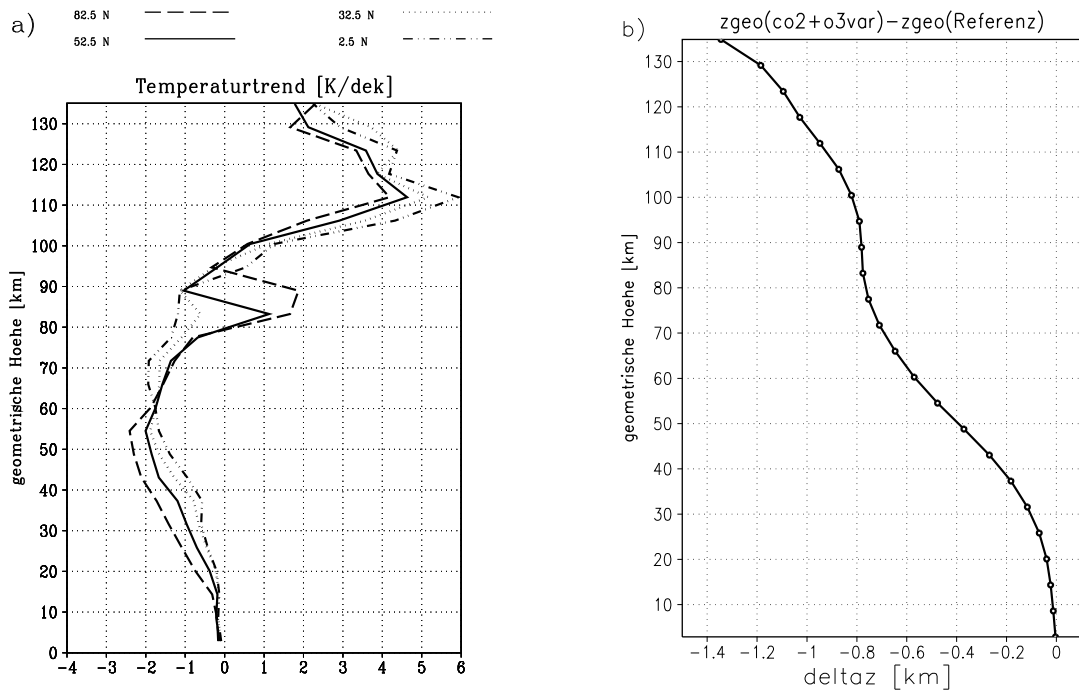 a)
82.5 N
52.5 N
32.5 N
2.5 N
Temperaturtrend [K/dek]
geometrische Hoehe [km]
130
120
110
100
90
80
70
60
50
40
30
20
10
0
-4 -3 -2 -1 0 1 2 3 4 5 6
b)
zgeo(co2+o3var)-zgeo(Referenz)
geometrische Hoehe [km]
130
120
110
100
90
80
70
60
50
40
30
20
10
-1.4 -1.2 -1 -0.8 -0.6 -0.4 -0.2 0
deltaz [km]